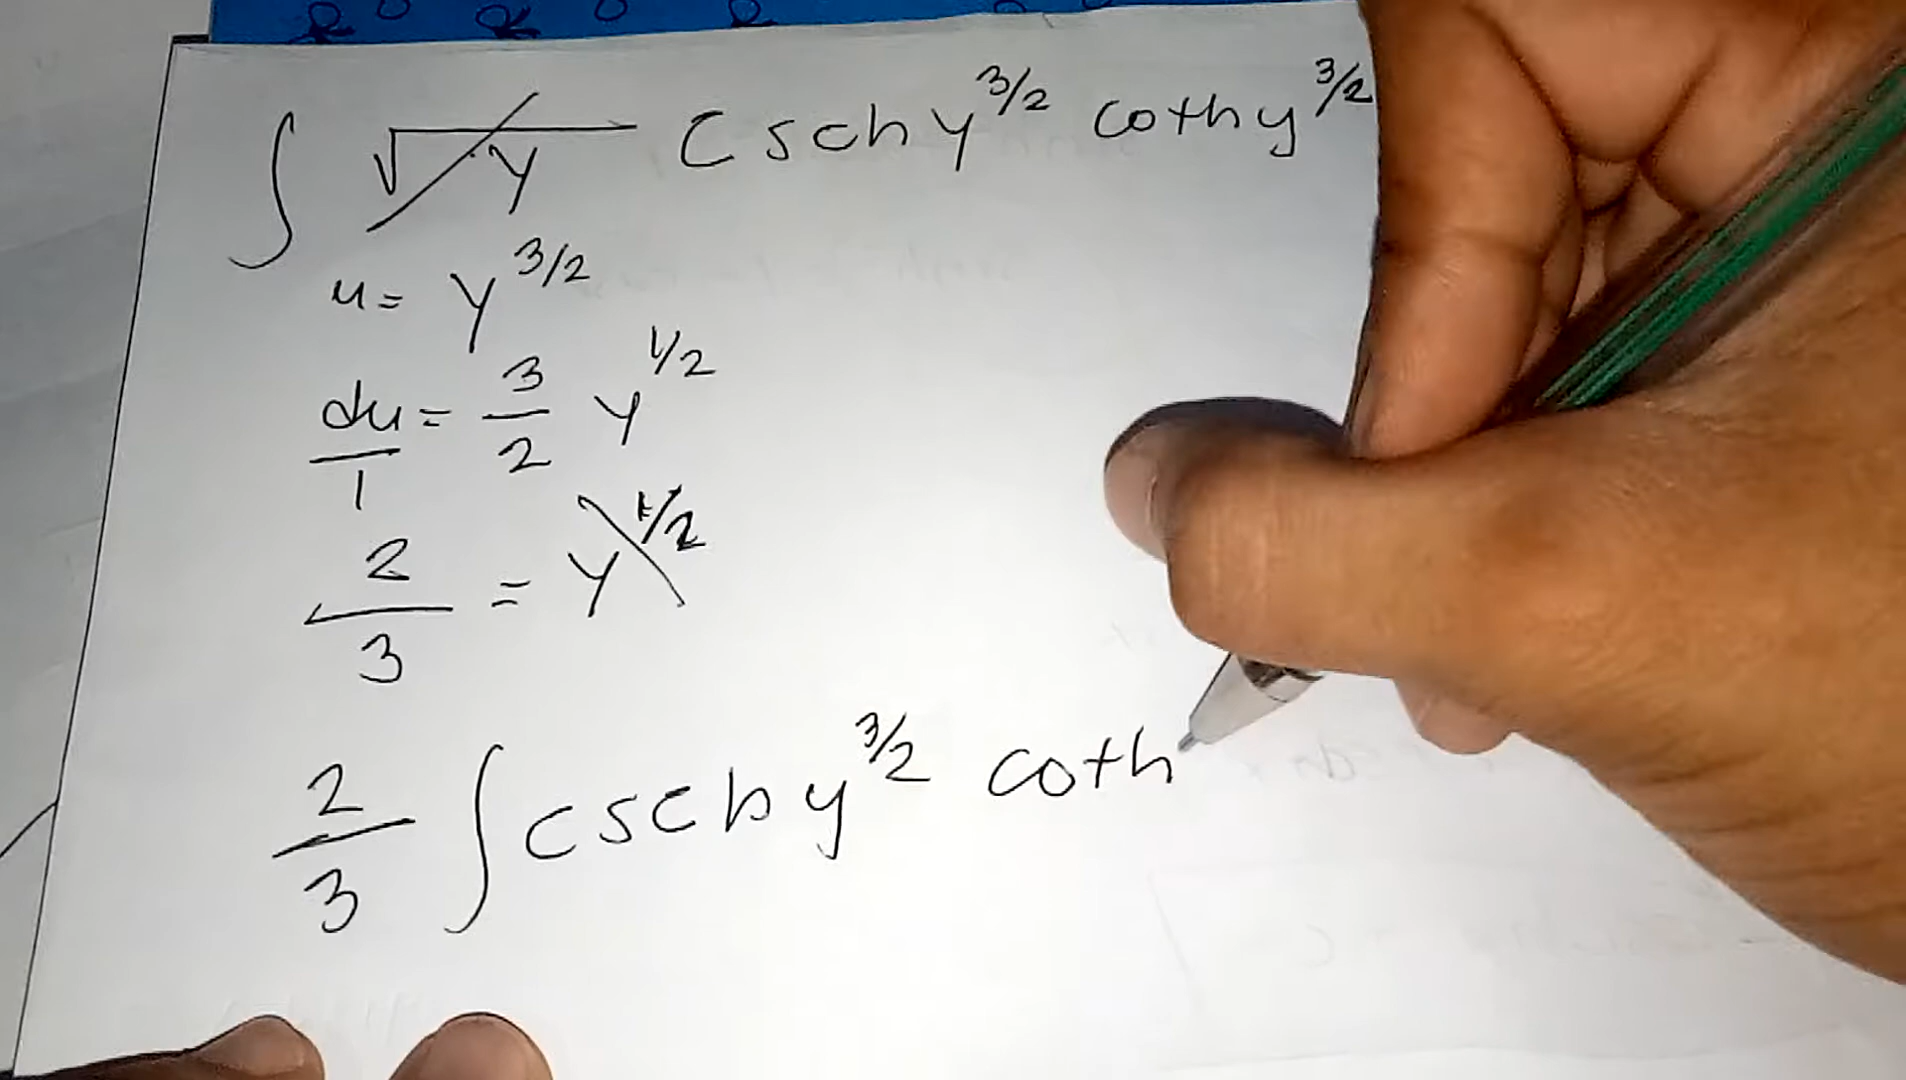 ∫ √y csch y^3/2 coth y^3/2
u = y^3/2
du/1 = 3/2 y^1/2
2/3 = y^1/2
2/3 ∫ csch y^3/2 coth